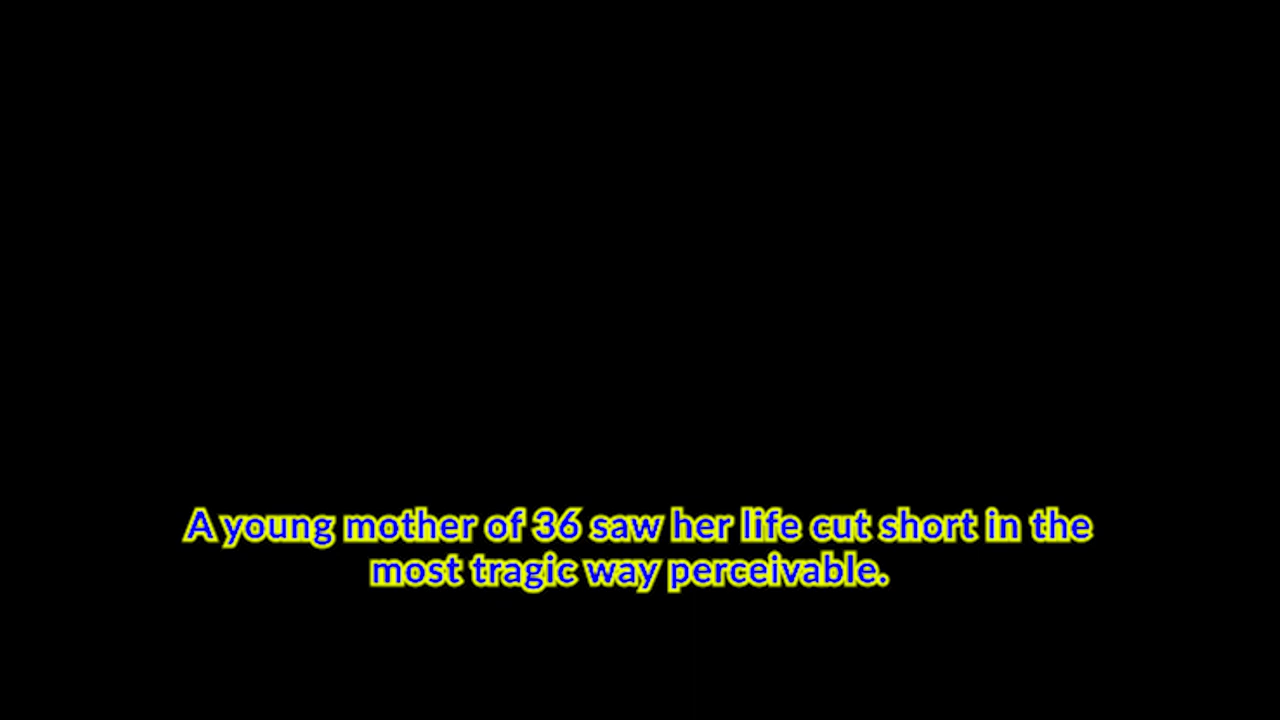 A young mother of 36 saw her life cut short in the
most tragic way perceivable.